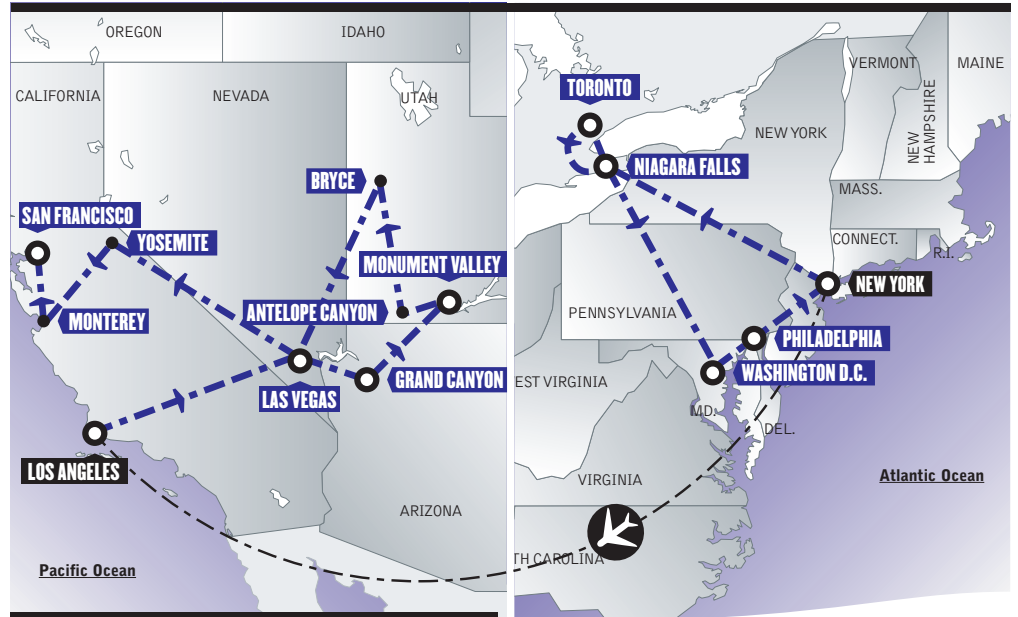 OREGON
IDAHO
CALIFORNIA
NEVADA
UTAH
BRYCE
SAN FRANCISCO
YOSEMITE
MONUMENT VALLEY
ANTELOPE CANYON
MONTEREY
GRAND CANYON
LAS VEGAS
LOS ANGELES
ARIZONA
Pacific Ocean
VERMONT
MAINE
TORONTO
NEW YORK
NEW
HAMPSHIRE
NIAGARA FALLS
MASS.
CONNECT.
R.I.
NEW YORK
PENNSYLVANIA
PHILADELPHIA
WASHINGTON D.C.
EST VIRGINIA
MD.
DEL.
VIRGINIA
Atlantic Ocean
TH CAROLINA